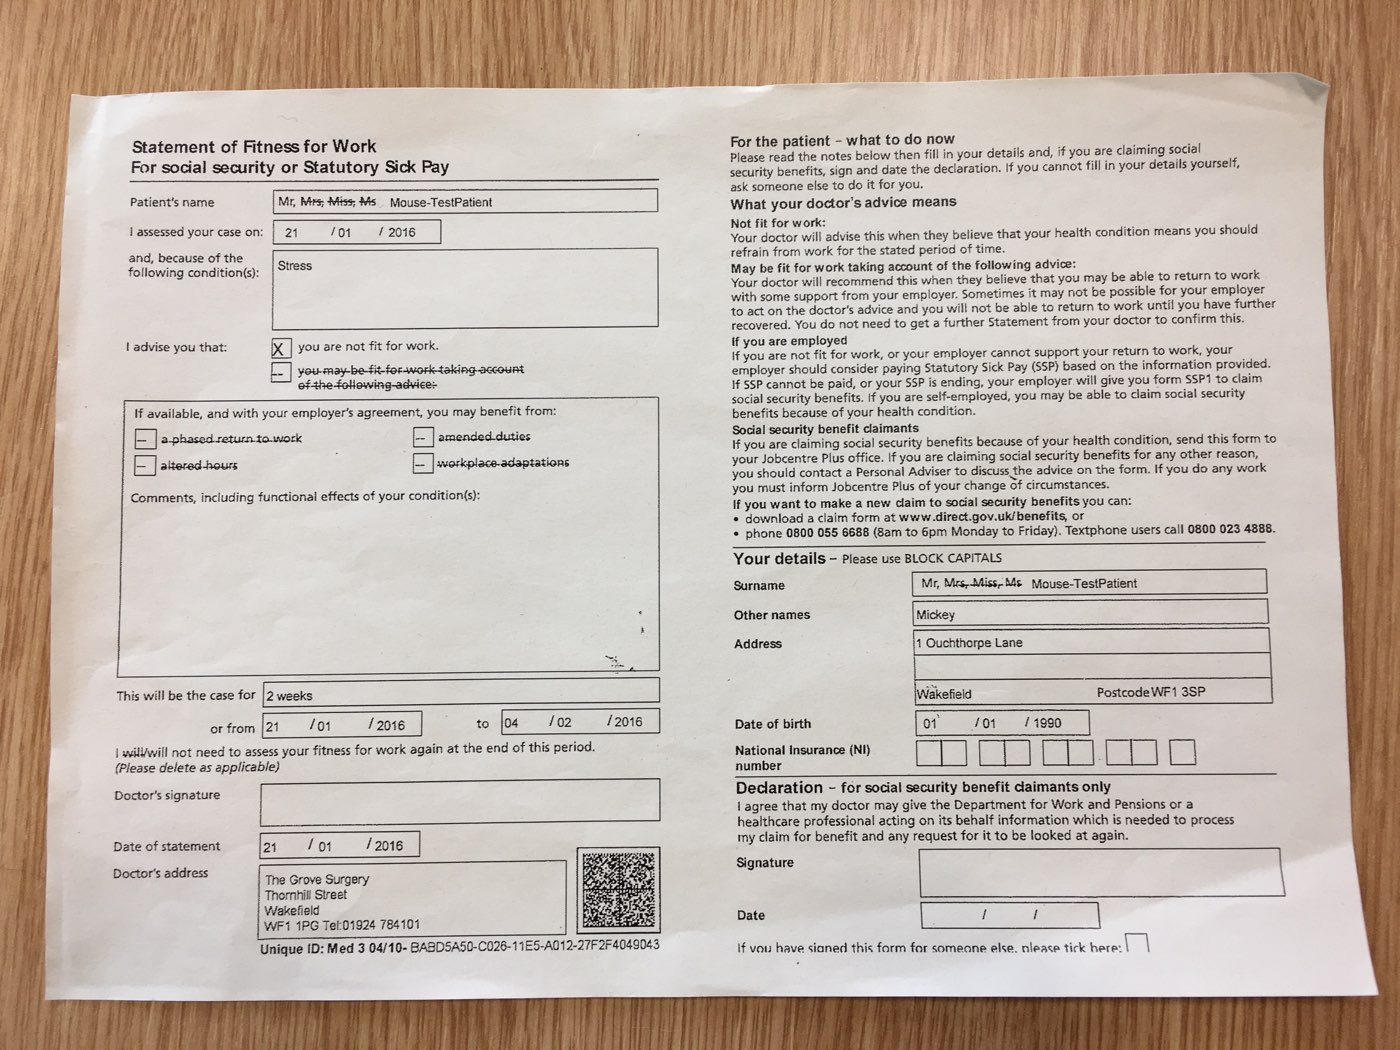 Statement of Fitness for Work
For social security or Statutory Sick Pay
Patient's name Mr, Mrs, Miss, Ms Mouse-TestPatient
I assessed your case on: 21 / 01 / 2016
and, because of the
following condition(s): Stress
I advise you that: X you are not fit for work.
-- you may be fit for work taking account
of the following advice:
If available, and with your employer's agreement, you may benefit from:
-- a phased return to work -- amended duties
-- altered hours -- workplace adaptations
Comments, including functional effects of your condition(s):
This will be the case for 2 weeks
or from 21 / 01 / 2016 to 04 / 02 / 2016
I will/will not need to assess your fitness for work again at the end of this period.
(Please delete as applicable)
Doctor's signature
Date of statement 21 / 01 / 2016
Doctor's address
The Grove Surgery
Thornhill Street
Wakefield
WF1 1PG Tel:01924 784101
Unique ID: Med 3 04/10- BABD5A50-C026-11E5-A012-27F2F4049043
For the patient – what to do now
Please read the notes below then fill in your details and, if you are claiming social
security benefits, sign and date the declaration. If you cannot fill in your details yourself,
ask someone else to do it for you.
What your doctor's advice means
Not fit for work:
Your doctor will advise this when they believe that your health condition means you should
refrain from work for the stated period of time.
May be fit for work taking account of the following advice:
Your doctor will recommend this when they believe that you may be able to return to work
with some support from your employer. Sometimes it may not be possible for your employer
to act on the doctor's advice and you will not be able to return to work until you have further
recovered. You do not need to get a further Statement from your doctor to confirm this.
If you are employed
If you are not fit for work, or your employer cannot support your return to work, your
employer should consider paying Statutory Sick Pay (SSP) based on the information provided.
If SSP cannot be paid, or your SSP is ending, your employer will give you form SSP1 to claim
social security benefits. If you are self-employed, you may be able to claim social security
benefits because of your health condition.
Social security benefit claimants
If you are claiming social security benefits because of your health condition, send this form to
your Jobcentre Plus office. If you are claiming social security benefits for any other reason,
you should contact a Personal Adviser to discuss the advice on the form. If you do any work
you must inform Jobcentre Plus of your change of circumstances.
If you want to make a new claim to social security benefits you can:
• download a claim form at www.direct.gov.uk/benefits, or
• phone 0800 055 6688 (8am to 6pm Monday to Friday). Textphone users call 0800 023 4888.
Your details – Please use BLOCK CAPITALS
Surname Mr, Mrs, Miss, Ms Mouse-TestPatient
Other names Mickey
Address 1 Ouchthorpe Lane
Wakefield Postcode WF1 3SP
Date of birth 01 / 01 / 1990
National Insurance (NI)
number
Declaration – for social security benefit claimants only
I agree that my doctor may give the Department for Work and Pensions or a
healthcare professional acting on its behalf information which is needed to process
my claim for benefit and any request for it to be looked at again.
Signature
Date / /
If you have signed this form for someone else, please tick here: